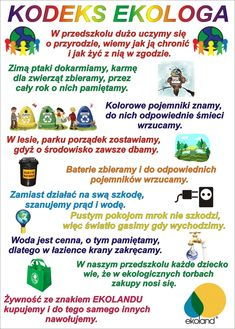 KODEKS EKOLOGA
W przedszkolu dużo uczymy się
o przyrodzie, wiemy jak ją chronić
i jak żyć z nią w zgodzie.
Zimą ptaki dokarmiamy, karmę
dla zwierząt zbieramy, przez
cały rok o nich pamiętamy.
Kolorowe pojemniki znamy,
do nich odpowiednie śmieci
wrzucamy.
W lesie, parku porządek zostawiamy,
gdyż o środowisko zawsze dbamy.
Baterie zbieramy i do odpowiednich
pojemników wrzucamy.
Zamiast działać na swą szkodę,
szanujemy prąd i wodę.
Pustym pokojom mrok nie szkodzi,
więc światło gasimy gdy wychodzimy.
Woda jest cenna, o tym pamiętamy,
dlatego w łazience krany zakręcamy.
W naszym przedszkolu każde dziecko
wie, że w ekologicznych torbach
zakupy nosi się.
Żywność ze znakiem EKOLANDU
kupujemy i do tego samego innych
nawołujemy.
ekoland